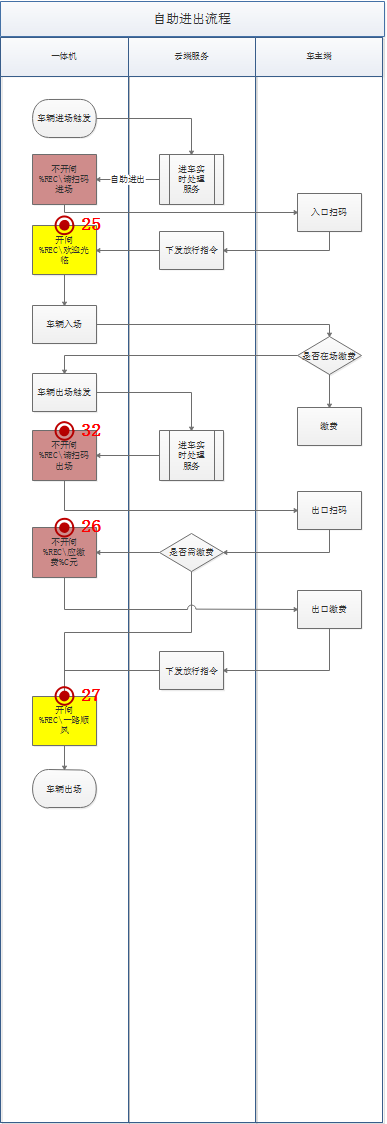 自助进出流程
一体机
云端服务
车主端
车辆进场触发
不开闸
%REC\请扫码
进场
自助进出
进车实
时处理
服务
入口扫码
25
开闸
%REC\欢迎光
临
下发放行指令
车辆入场
是否在场缴费
车辆出场触发
缴费
32
不开闸
%REC\请扫码
出场
进车实
时处理
服务
出口扫码
26
不开闸
%REC\应缴
费%C元
是否需缴费
出口缴费
下发放行指令
27
开闸
%REC\一路顺
风
车辆出场